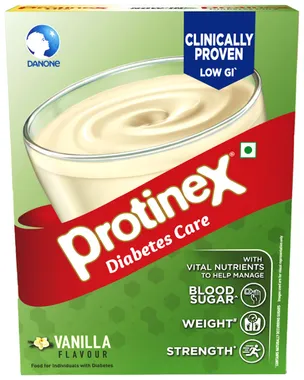 DANONE
CLINICALLY
PROVEN
LOW GI*
Protinex®
Diabetes Care
WITH
VITAL NUTRIENTS
TO HELP MANAGE
BLOOD
SUGAR~
WEIGHT#
STRENGTH^
VANILLA
FLAVOUR
Food for Individuals with Diabetes